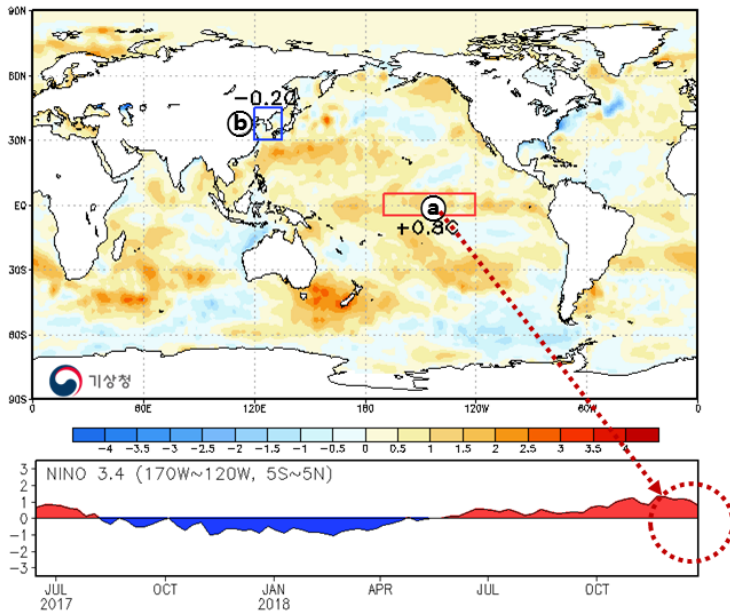 90N
60N
30N
EQ
30S
60S
90S
-0.20
ⓑ
ⓐ
기상청
0 60E 120E 180 120W 60W 0
-4 -3.5 -3 -2.5 -2 -1.5 -1 -0.5 0 0.5 1 1.5 2 2.5 3 3.5
NINO 3.4 (170W~120W, 5S~5N)
3
2
1
0
-1
-2
-3
JUL OCT JAN APR JUL OCT
2017 2018